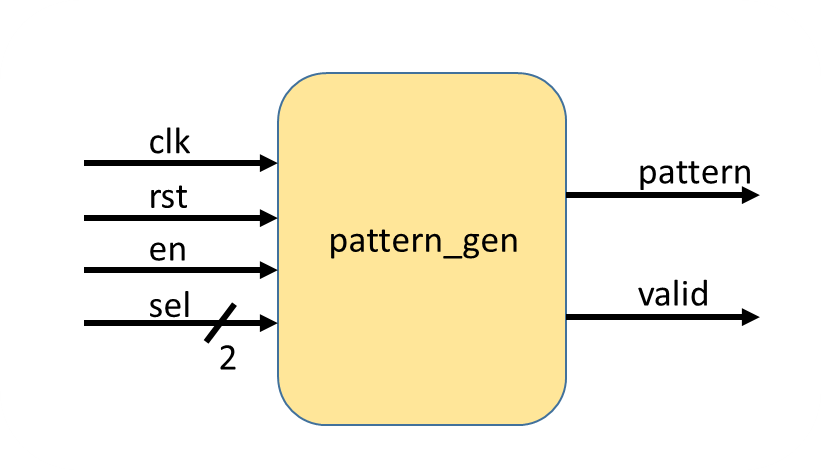 clk
rst
en
sel
2
pattern_gen
pattern
valid